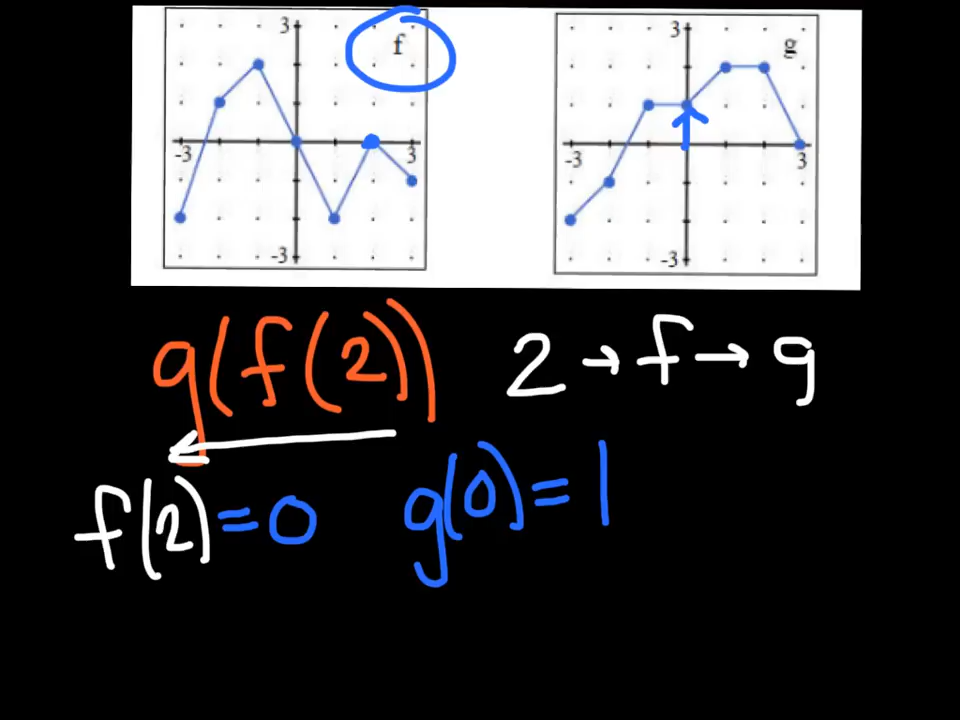 3 f 3 g
-3 3 -3 3
-3 -3
g(f(2)) 2→f→g
f(2)=0 g(0)=1